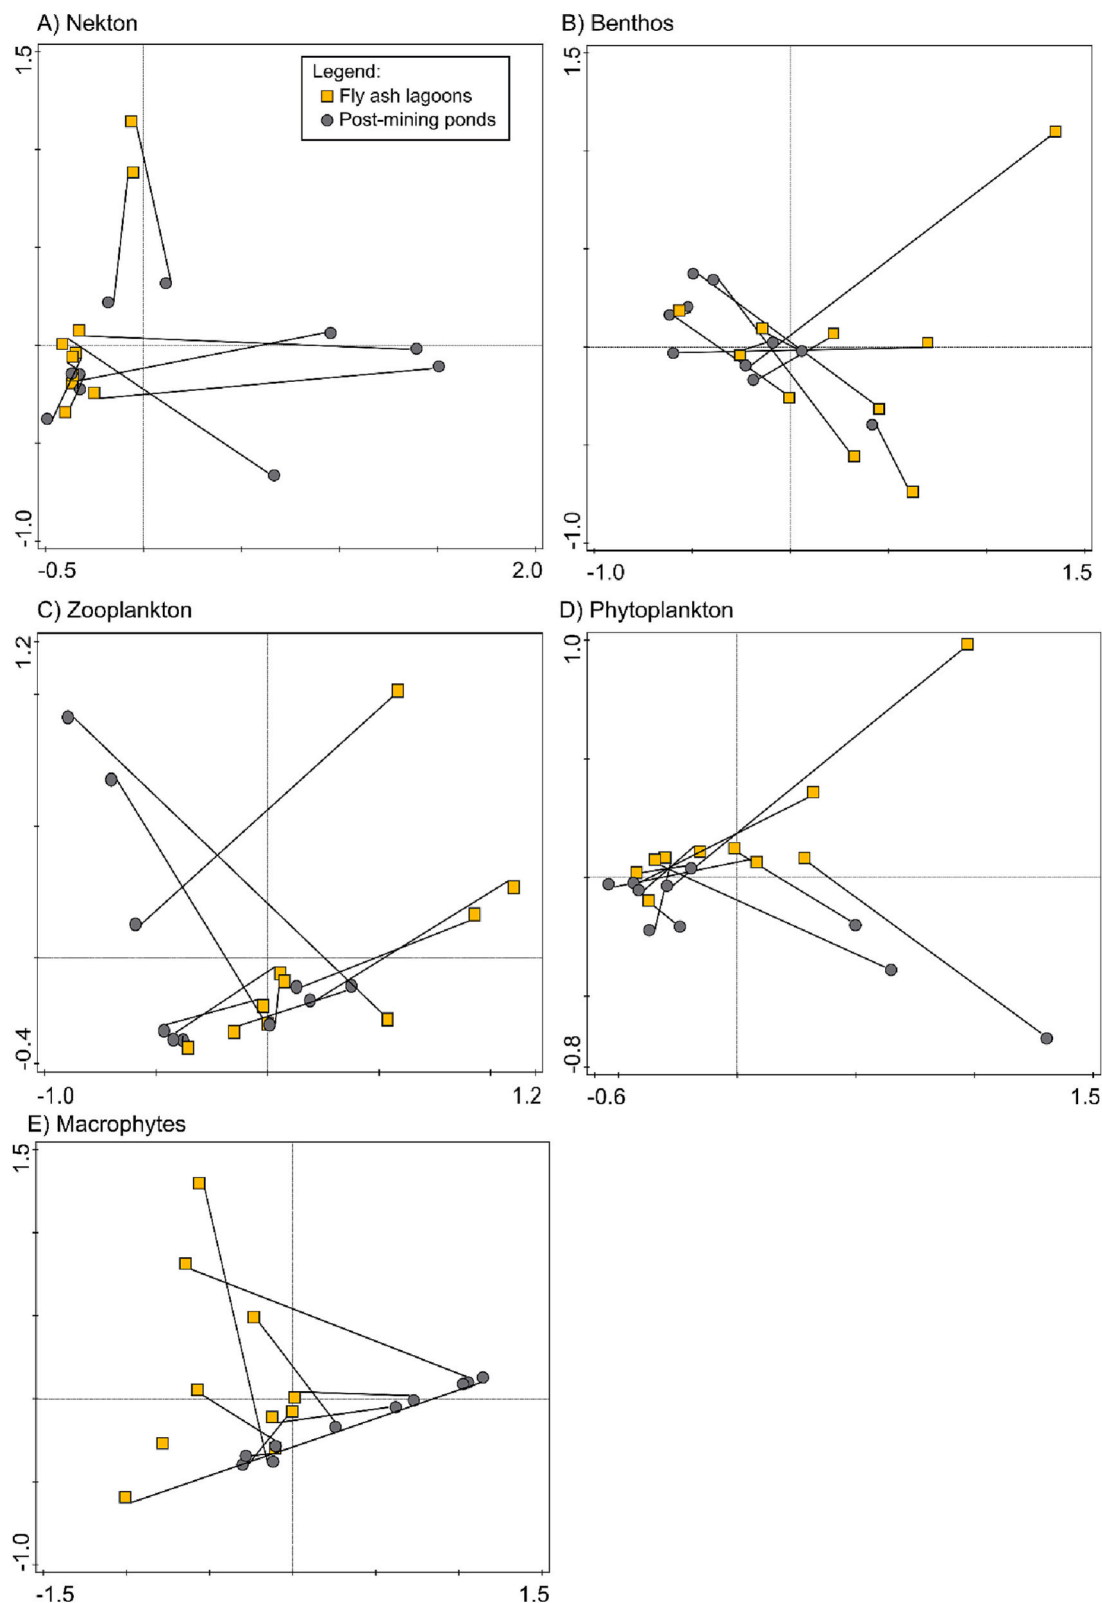 A) Nekton
1.5
Legend:
Fly ash lagoons
Post-mining ponds
-1.0
-0.5
2.0
B) Benthos
1.5
-1.0
-1.0
1.5
C) Zooplankton
1.2
-0.4
-1.0
1.2
D) Phytoplankton
1.0
-0.8
-0.6
1.5
E) Macrophytes
1.5
-1.0
-1.5
1.5